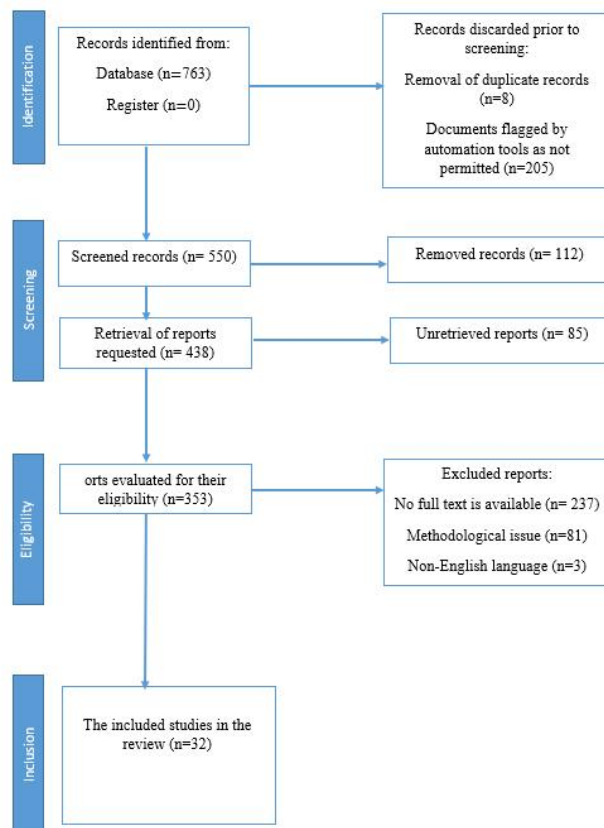 Identification
Records identified from:
Database (n=763)
Register (n=0)
Records discarded prior to
screening:
Removal of duplicate records
(n=8)
Documents flagged by
automation tools as not
permitted (n=205)
Screening
Screened records (n= 550)
Removed records (n= 112)
Retrieval of reports
requested (n= 438)
Unretrieved reports (n= 85)
Eligibility
orts evaluated for their
eligibility (n=353)
Excluded reports:
No full text is available (n= 237)
Methodological issue (n=81)
Non-English language (n=3)
Inclusion
The included studies in the
review (n=32)